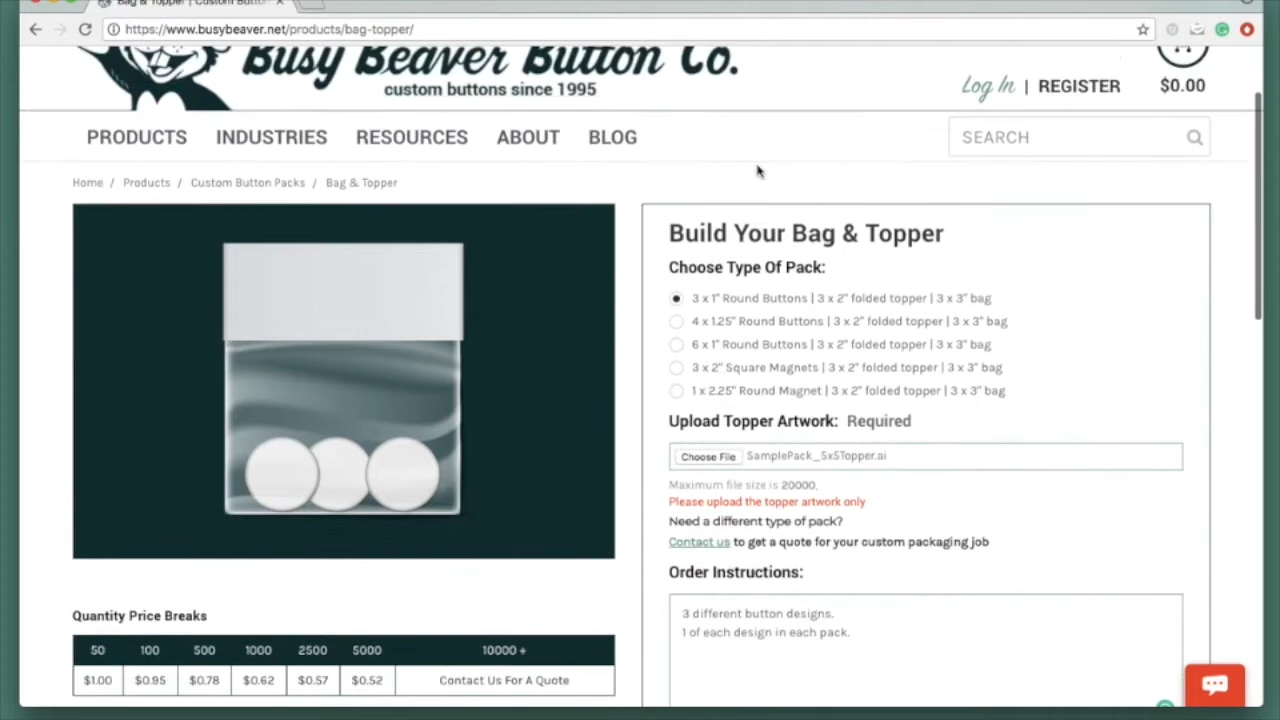 Bag & Topper | Custom Button
https://www.busybeaver.net/products/bag-topper/
Busy Beaver Button Co.
custom buttons since 1995
Log In | REGISTER
$0.00
PRODUCTS INDUSTRIES RESOURCES ABOUT BLOG
SEARCH
Home / Products / Custom Button Packs / Bag & Topper
Build Your Bag & Topper
Choose Type Of Pack:
3 x 1" Round Buttons | 3 x 2" folded topper | 3 x 3" bag
4 x 1.25" Round Buttons | 3 x 2" folded topper | 3 x 3" bag
6 x 1" Round Buttons | 3 x 2" folded topper | 3 x 3" bag
3 x 2" Square Magnets | 3 x 2" folded topper | 3 x 3" bag
1 x 2.25" Round Magnet | 3 x 2" folded topper | 3 x 3" bag
Upload Topper Artwork: Required
Choose File SamplePack_5x5Topper.ai
Maximum file size is 20000,
Please upload the topper artwork only
Need a different type of pack?
Contact us to get a quote for your custom packaging job
Order Instructions:
3 different button designs.
1 of each design in each pack.
Quantity Price Breaks
50 100 500 1000 2500 5000 10000 +
$1.00 $0.95 $0.78 $0.62 $0.57 $0.52 Contact Us For A Quote